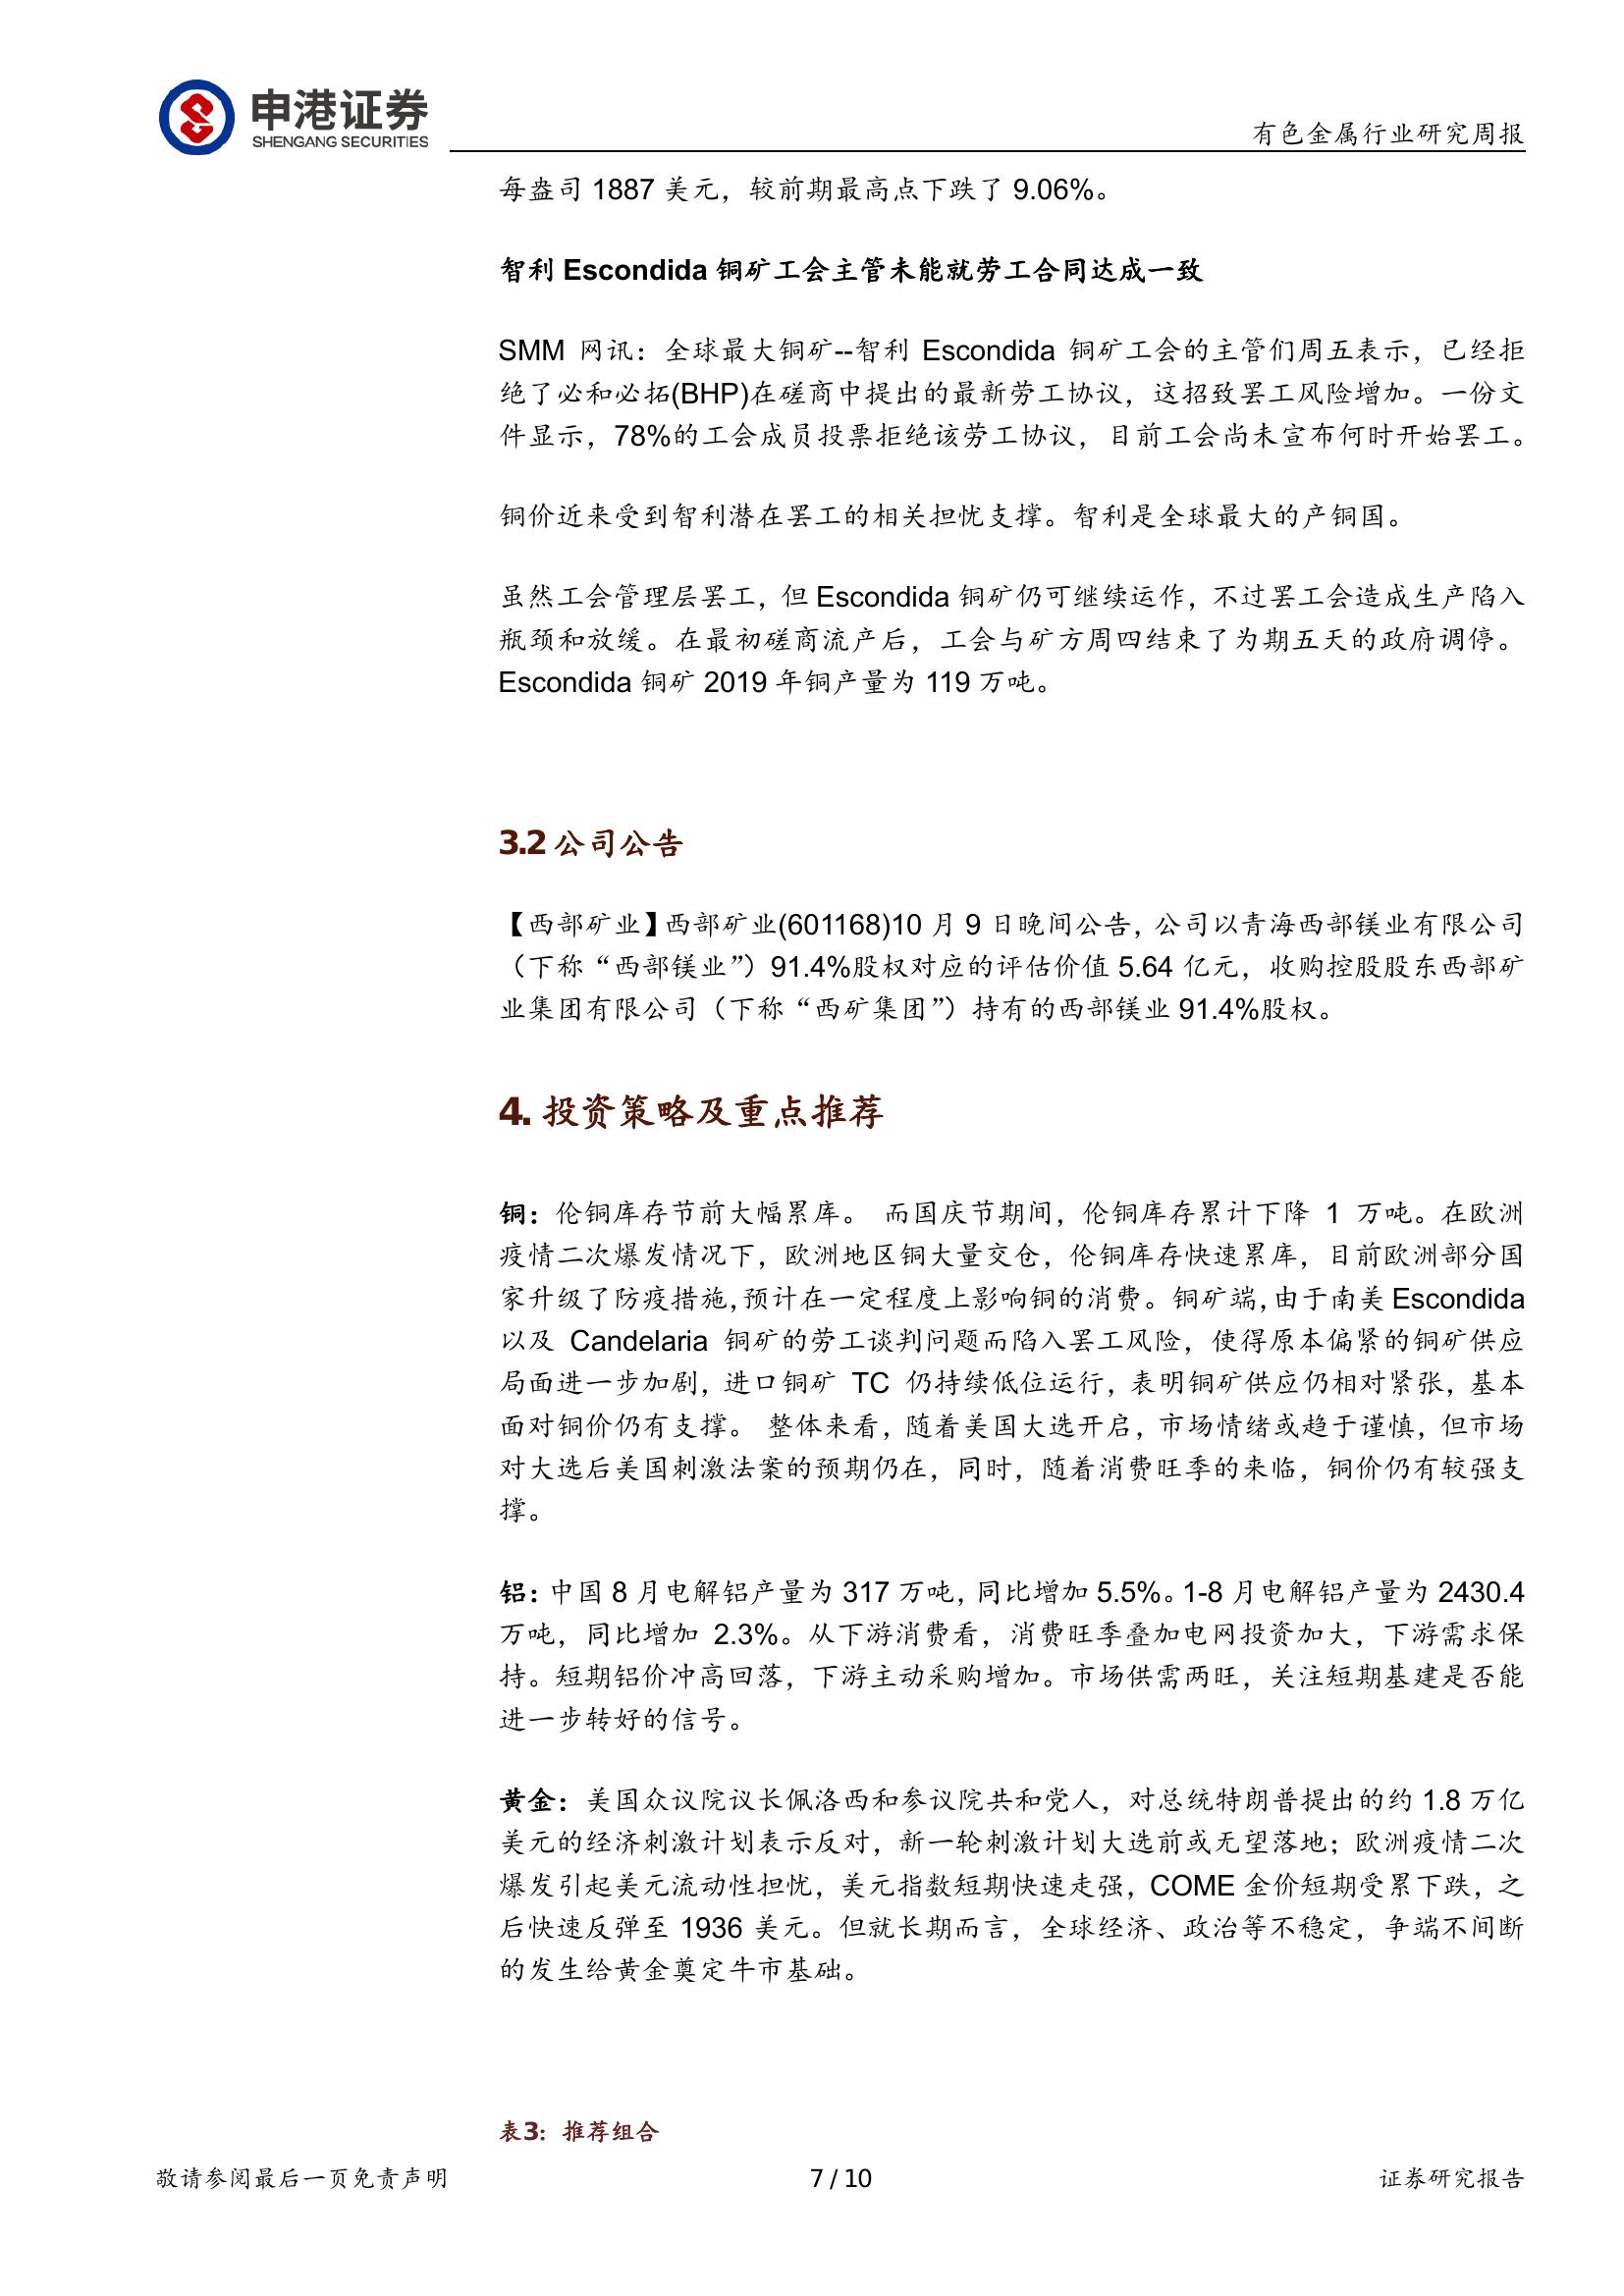 申港证券
SHENGANG SECURITIES
有色金属行业研究周报
每盎司 1887 美元，较前期最高点下跌了 9.06%。
智利 Escondida 铜矿工会主管未能就劳工合同达成一致
SMM 网讯：全球最大铜矿--智利 Escondida 铜矿工会的主管们周五表示，已经拒
绝了必和必拓(BHP)在磋商中提出的最新劳工协议，这招致罢工风险增加。一份文
件显示，78%的工会成员投票拒绝该劳工协议，目前工会尚未宣布何时开始罢工。
铜价近来受到智利潜在罢工的相关担忧支撑。智利是全球最大的产铜国。
虽然工会管理层罢工，但 Escondida 铜矿仍可继续运作，不过罢工会造成生产陷入
瓶颈和放缓。在最初磋商流产后，工会与矿方周四结束了为期五天的政府调停。
Escondida 铜矿 2019 年铜产量为 119 万吨。
3.2 公司公告
【西部矿业】西部矿业(601168)10 月 9 日晚间公告，公司以青海西部镁业有限公司
（下称“西部镁业”）91.4%股权对应的评估价值 5.64 亿元，收购控股股东西部矿
业集团有限公司（下称“西矿集团”）持有的西部镁业 91.4%股权。
4. 投资策略及重点推荐
铜：伦铜库存节前大幅累库。 而国庆节期间，伦铜库存累计下降 1 万吨。在欧洲
疫情二次爆发情况下，欧洲地区铜大量交仓，伦铜库存快速累库，目前欧洲部分国
家升级了防疫措施，预计在一定程度上影响铜的消费。铜矿端，由于南美 Escondida
以及 Candelaria 铜矿的劳工谈判问题而陷入罢工风险，使得原本偏紧的铜矿供应
局面进一步加剧，进口铜矿 TC 仍持续低位运行，表明铜矿供应仍相对紧张，基本
面对铜价仍有支撑。 整体来看，随着美国大选开启，市场情绪或趋于谨慎，但市场
对大选后美国刺激法案的预期仍在，同时，随着消费旺季的来临，铜价仍有较强支
撑。
铝：中国 8 月电解铝产量为 317 万吨，同比增加 5.5%。1-8 月电解铝产量为 2430.4
万吨，同比增加 2.3%。从下游消费看，消费旺季叠加电网投资加大，下游需求保
持。短期铝价冲高回落，下游主动采购增加。市场供需两旺，关注短期基建是否能
进一步转好的信号。
黄金：美国众议院议长佩洛西和参议院共和党人，对总统特朗普提出的约 1.8 万亿
美元的经济刺激计划表示反对，新一轮刺激计划大选前或无望落地；欧洲疫情二次
爆发引起美元流动性担忧，美元指数短期快速走强，COME 金价短期受累下跌，之
后快速反弹至 1936 美元。但就长期而言，全球经济、政治等不稳定，争端不间断
的发生给黄金奠定牛市基础。
表3：推荐组合
敬请参阅最后一页免责声明
7 / 10
证券研究报告